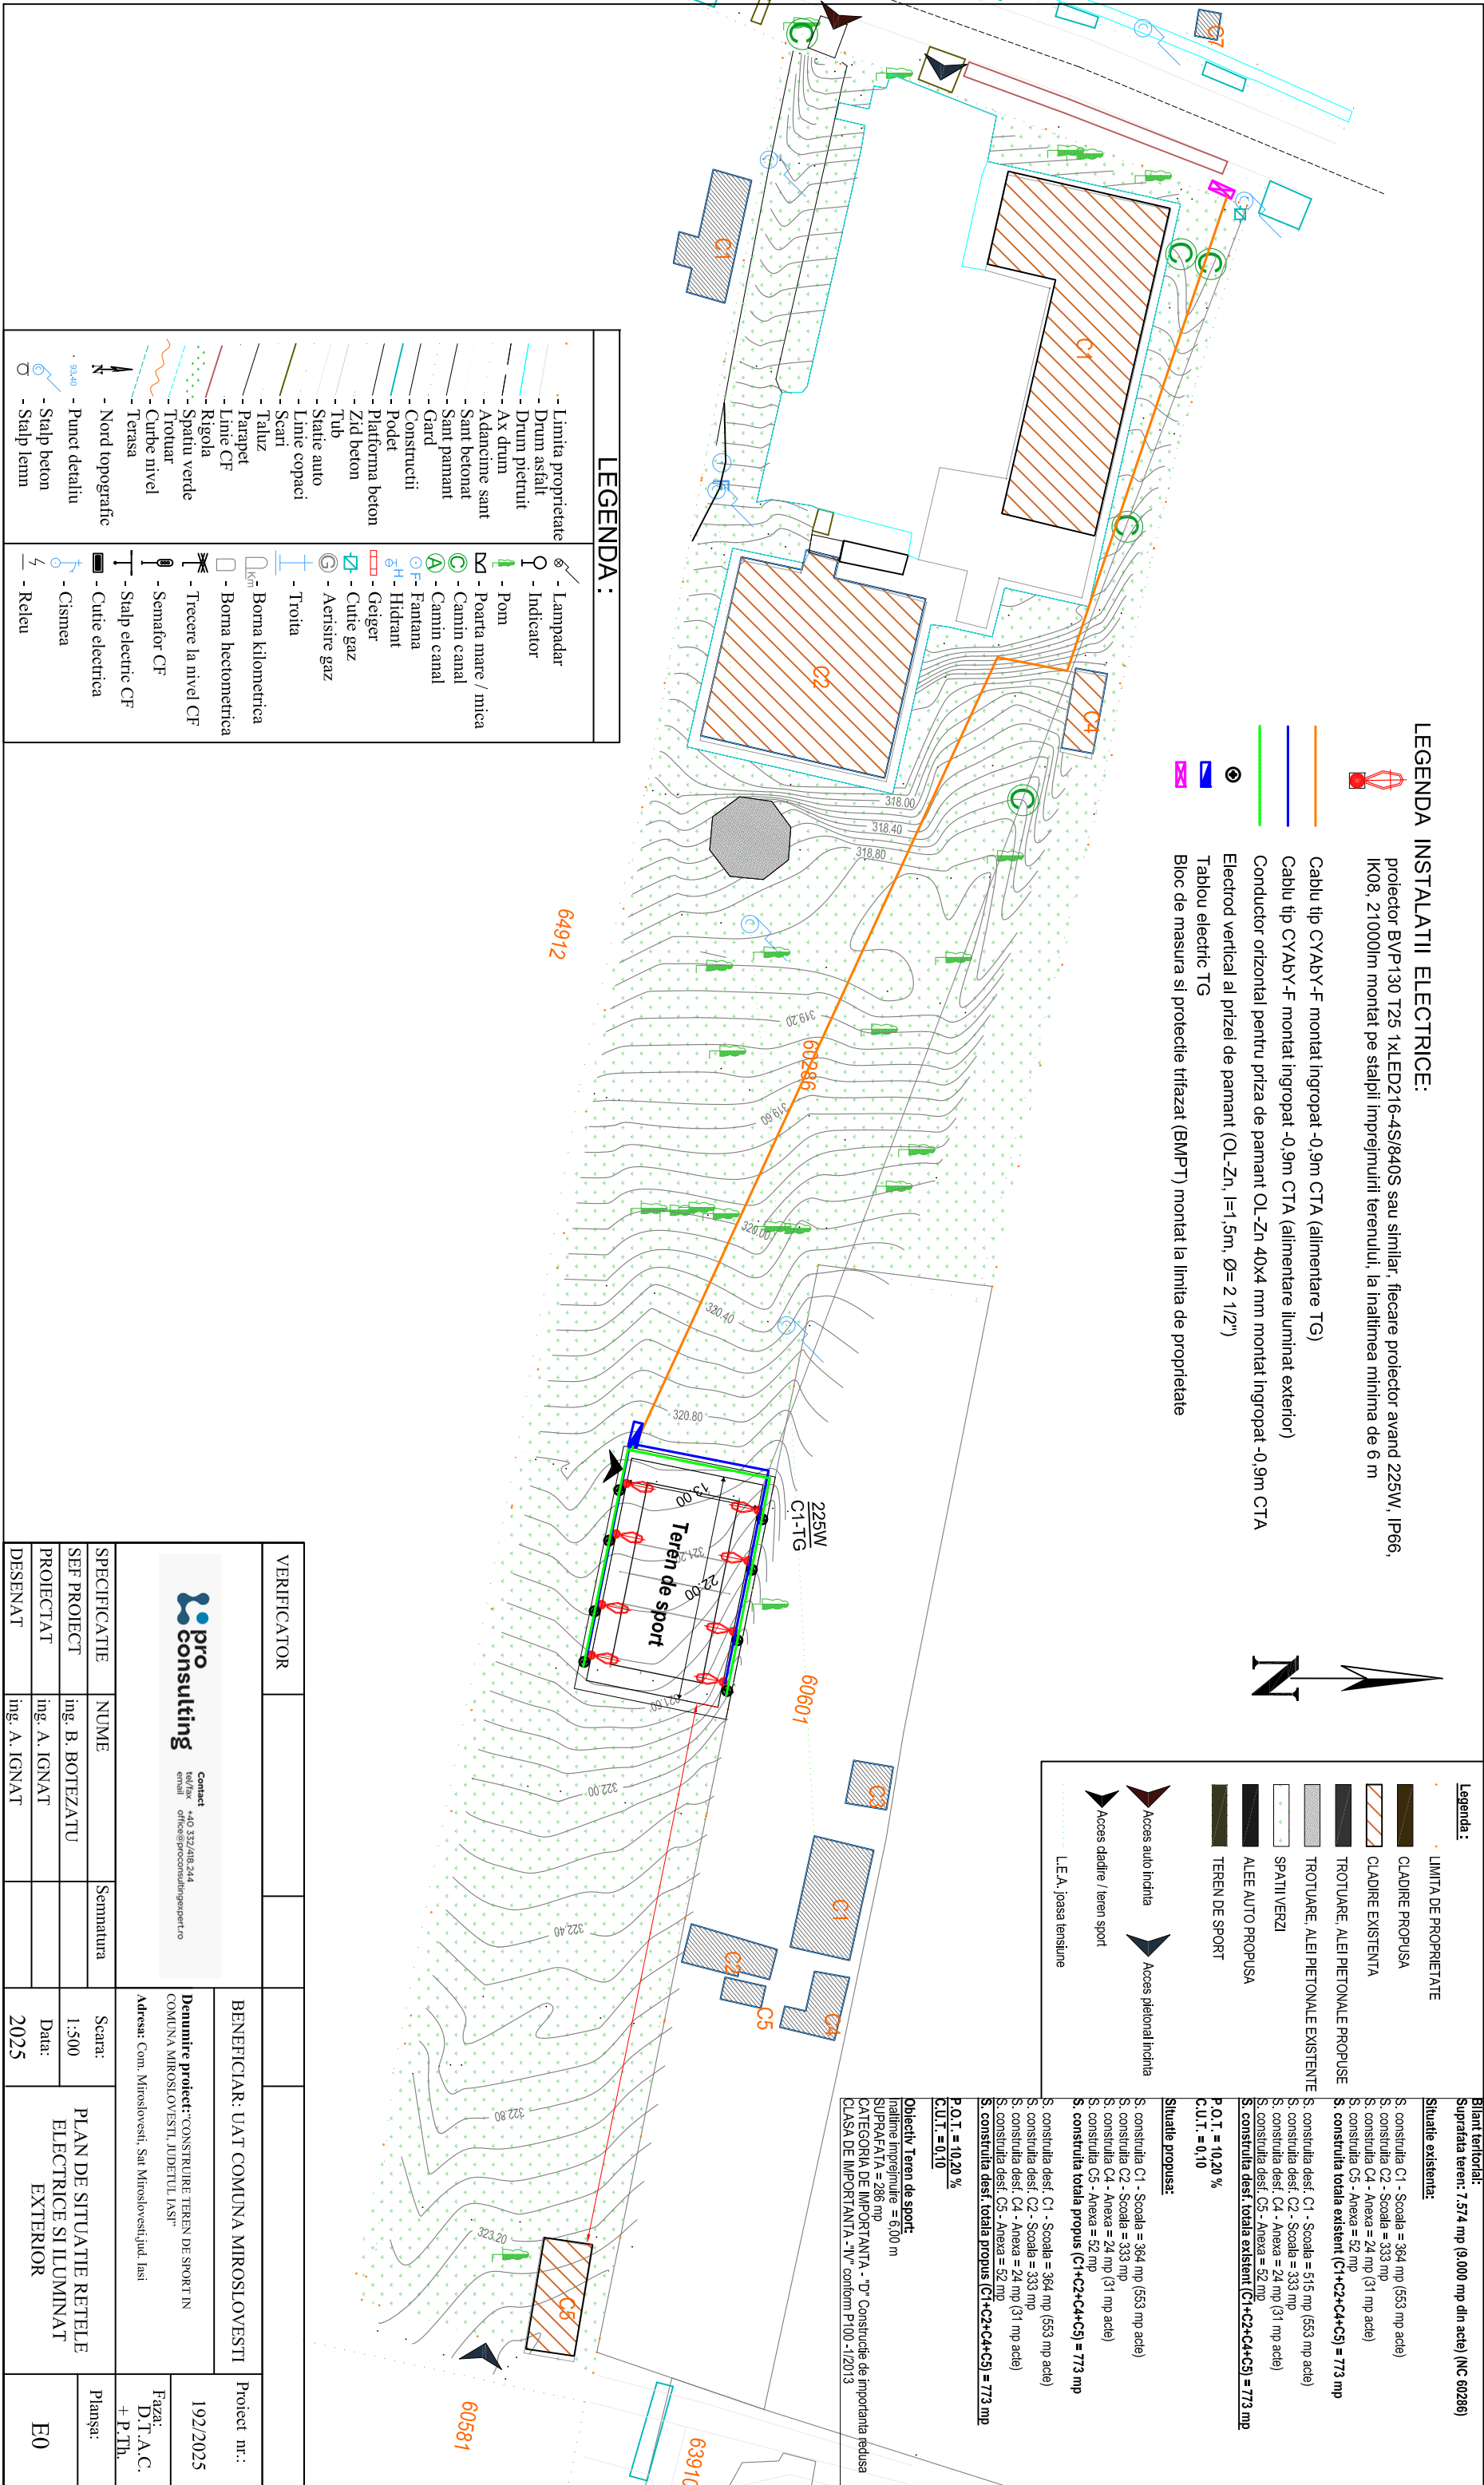 LEGENDA INSTALATII ELECTRICE:
proiector BVP130 T25 1xLED216-4S/840S sau similar, fiecare proiector avand 225W, IP66,
IK08, 21000lm montat pe stalpii imprejmuirii terenului, la inaltimea minima de 6 m
Cablu tip CYAbY-F montat ingropat -0,9m CTA (alimentare TG)
Cablu tip CYAbY-F montat ingropat -0,9m CTA (alimentare iluminat exterior)
Conductor orizontal pentru priza de pamant OL-Zn 40x4 mm montat ingropat -0,9m CTA
Electrod vertical al prizei de pamant (OL-Zn, l=1,5m, Ø= 2 1/2")
Tablou electric TG
Bloc de masura si protectie trifazat (BMPT) montat la limita de proprietate
N
Legenda :
LIMITA DE PROPRIETATE
CLADIRE PROPUSA
CLADIRE EXISTENTA
TROTUARE, ALEI PIETONALE PROPUSE
TROTUARE, ALEI PIETONALE EXISTENTE
SPATII VERZI
ALEE AUTO PROPUSA
TEREN DE SPORT
Acces auto incinta
Acces pietonal incinta
Acces cladire / teren sport
L.E.A. joasa tensiune
Bilant teritorial:
Suprafata teren: 7.574 mp (9.000 mp din acte) (NC 60286)
Situatie existenta:
S. construita C1 - Scoala = 364 mp (553 mp acte)
S. construita C2 - Scoala = 333 mp
S. construita C4 - Anexa = 24 mp (31 mp acte)
S. construita C5 - Anexa = 52 mp
S. construita totala existent (C1+C2+C4+C5) = 773 mp
S. construita desf. C1 - Scoala = 515 mp (553 mp acte)
S. construita desf. C2 - Scoala = 333 mp
S. construita desf. C4 - Anexa = 24 mp (31 mp acte)
S. construita desf. C5 - Anexa = 52 mp
S. construita desf. totala existent (C1+C2+C4+C5) = 773 mp
P.O.T. = 10,20 %
C.U.T. = 0,10
Situatie propusa:
S. construita C1 - Scoala = 364 mp (553 mp acte)
S. construita C2 - Scoala = 333 mp
S. construita C4 - Anexa = 24 mp (31 mp acte)
S. construita C5 - Anexa = 52 mp
S. construita totala propus (C1+C2+C4+C5) = 773 mp
S. construita desf. C1 - Scoala = 364 mp (553 mp acte)
S. construita desf. C2 - Scoala = 333 mp
S. construita desf. C4 - Anexa = 24 mp (31 mp acte)
S. construita desf. C5 - Anexa = 52 mp
S. construita desf. totala propus (C1+C2+C4+C5) = 773 mp
P.O.T. = 10,20 %
C.U.T. = 0,10
Obiectiv Teren de sport:
Inaltime imprejmuire = 6,00 m
SUPRAFATA = 286 mp
CATEGORIA DE IMPORTANTA - "D" Constructie de importanta redusa
CLASA DE IMPORTANTA -"IV" conform P100 -1/2013
C7
C
C1
C
C
C
C1
C4
C
C2
318.00
318.40
318.80
64912
319.20
60286
319.60
320.00
320.40
320.80
225W
C1-TG
13.00
22.00
Teren de sport
321.20
321.60
60601
322.00
322.40
322.80
323.20
C3
C1
C2
C5
C4
C5
60581
63910
LEGENDA :
- Limita proprietate
- Drum asfalt
- Drum pietruit
- Ax drum
- Adancime sant
- Sant betonat
- Sant pamant
- Gard
- Constructii
- Podet
- Platforma beton
- Zid beton
- Tub
- Statie auto
- Linie copaci
- Scari
- Taluz
- Parapet
- Linie CF
- Rigola
- Spatiu verde
- Trotuar
- Curbe nivel
- Terasa
N - Nord topografic
93,40 - Punct detaliu
- Stalp beton
- Stalp lemn
- Lampadar
- Indicator
- Pom
- Poarta mare / mica
C - Camin canal
A - Camin canal
F - Fantana
H - Hidrant
- Geiger
- Cutie gaz
G - Aerisire gaz
- Troita
Km - Borna kilometrica
- Borna hectometrica
- Trecere la nivel CF
- Semafor CF
- Stalp electric CF
- Cutie electrica
- Cismea
- Releu
VERIFICATOR
pro
consulting
Contact
tel/fax +40 332/418.244
email office@proconsultingexpert.ro
SPECIFICATIE NUME Semnatura
SEF PROIECT ing. B. BOTEZATU
PROIECTAT ing. A. IGNAT
DESENAT ing. A. IGNAT
BENEFICIAR: UAT COMUNA MIROSLOVESTI
Denumire proiect:"CONSTRUIRE TEREN DE SPORT IN
COMUNA MIROSLOVESTI, JUDETUL IASI"
Adresa: Com. Miroslovesti, Sat Miroslovesti,jud. Iasi
Scara:
1:500
Data:
2025
PLAN DE SITUATIE RETELE
ELECTRICE SI ILUMINAT
EXTERIOR
Proiect nr.:
192/2025
Faza:
D.T.A.C.
+ P.Th.
Planşa:
E0